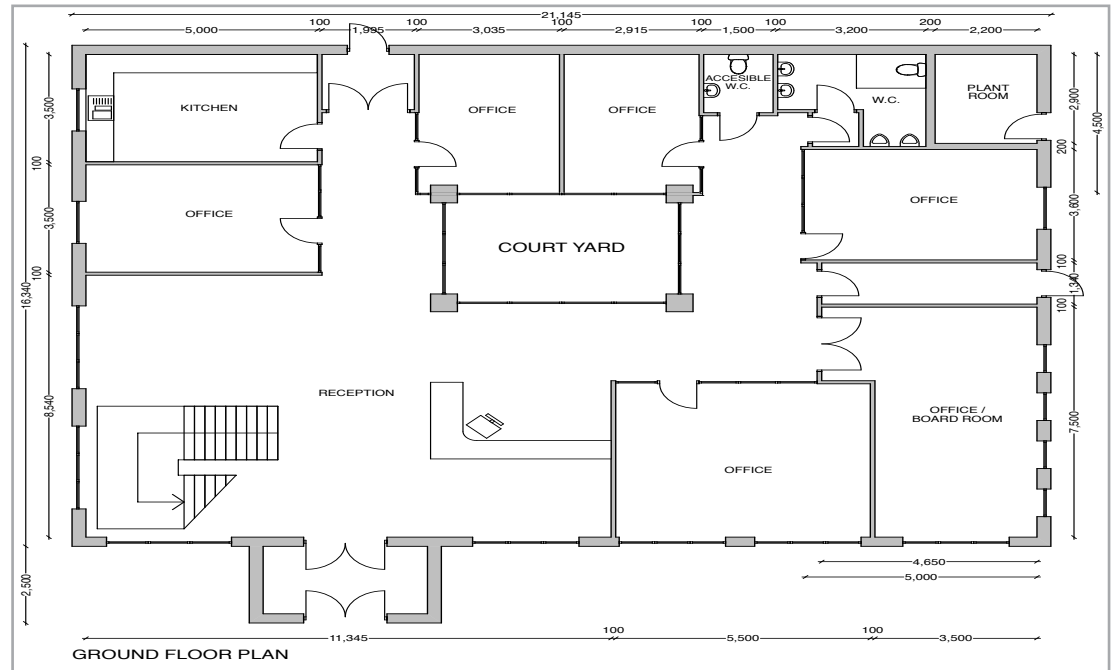 21,145
100
100
100
100
100
200
5,000
1,995
3,035
2,915
1,500
3,200
2,200
KITCHEN
OFFICE
OFFICE
ACCESIBLE
W.C.
W.C.
PLANT
ROOM
3,500
2,900
4,500
100
200
OFFICE
OFFICE
3,500
3,600
COURT YARD
100
100
16,340
1,340
100
RECEPTION
8,540
OFFICE /
BOARD ROOM
7,500
OFFICE
4,650
5,000
2,500
11,345
100
5,500
100
3,500
GROUND FLOOR PLAN